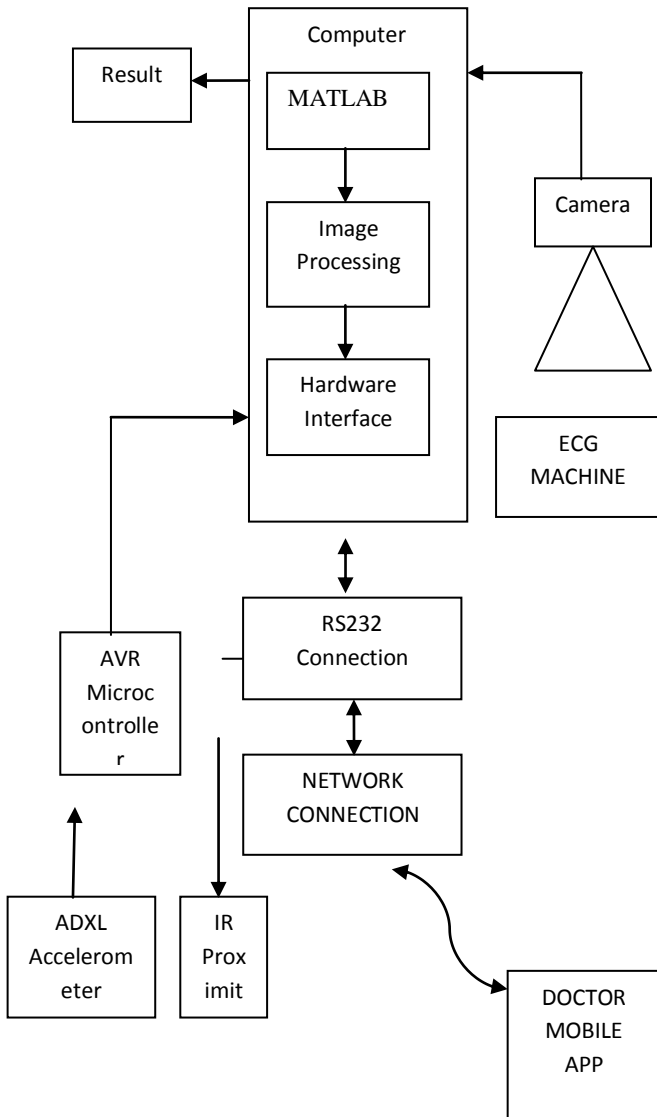 Computer
Result
MATLAB
Camera
Image
Processing
Hardware
Interface
ECG
MACHINE
RS232
Connection
AVR
Microc
ontrolle
r
NETWORK
CONNECTION
ADXL
Accelerom
eter
IR
Prox
imit
DOCTOR
MOBILE
APP